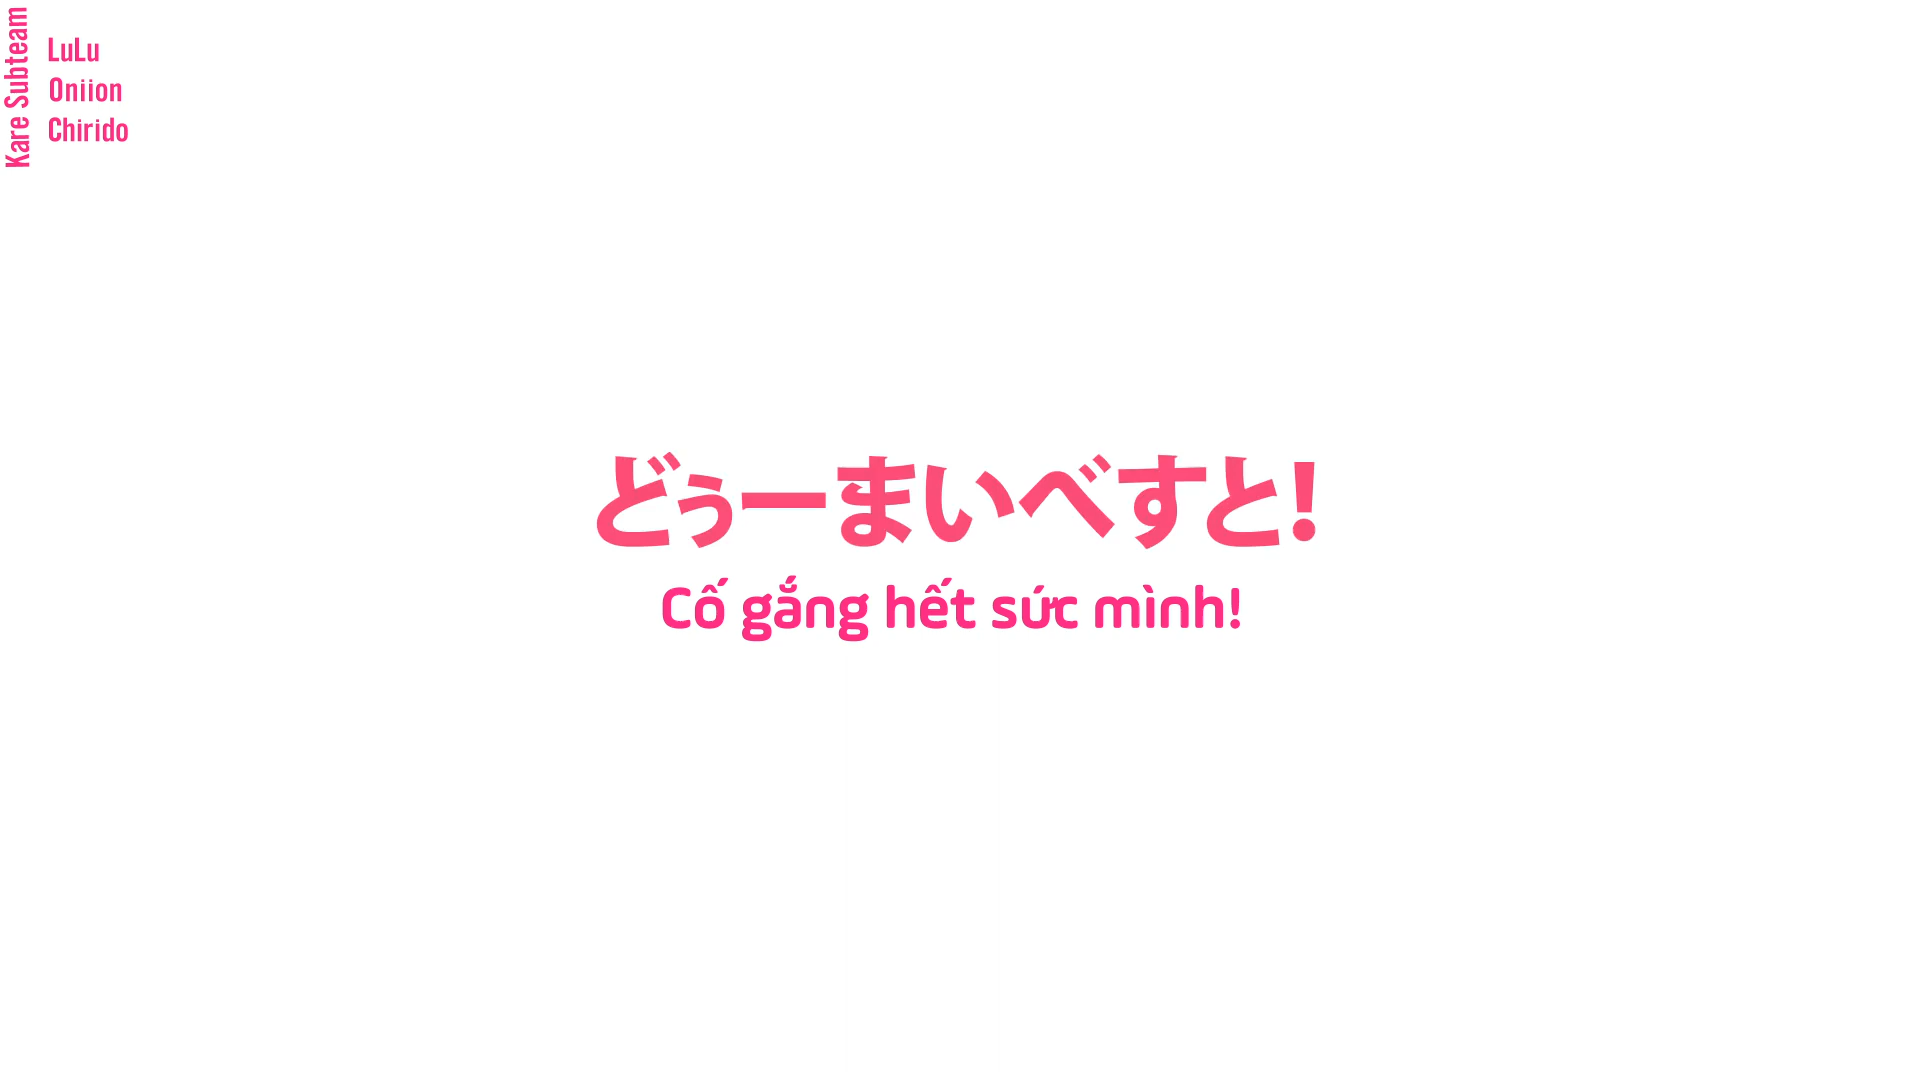 Kare Subteam
LuLu
Oniion
Chirido
どぅーまいべすと!
Cố gắng hết sức mình!